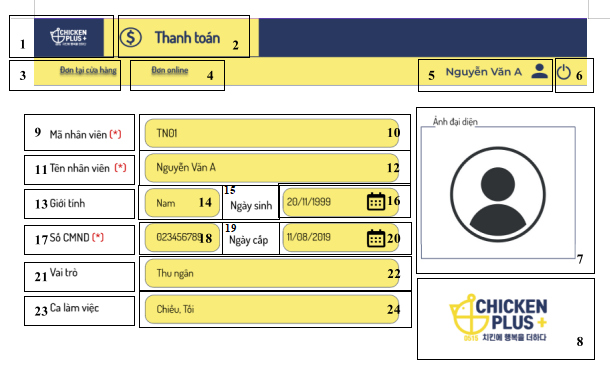 1 CHICKEN PLUS+
$ Thanh toán 2
3 Đơn tại cửa hàng
Đơn online 4
5 Nguyễn Văn A
6
9 Mã nhân viên (*)
TN01 10
11 Tên nhân viên (*)
Nguyễn Văn A 12
13 Giới tính
Nam 14
15 Ngày sinh
20/11/1999 16
17 Số CMND (*)
023456789 18
19 Ngày cấp
11/08/2019 20
21 Vai trò
Thu ngân 22
23 Ca làm việc
Chiều, Tối 24
Ảnh đại diện
7
CHICKEN
PLUS+
2015 치킨에 행복을 더하다
8